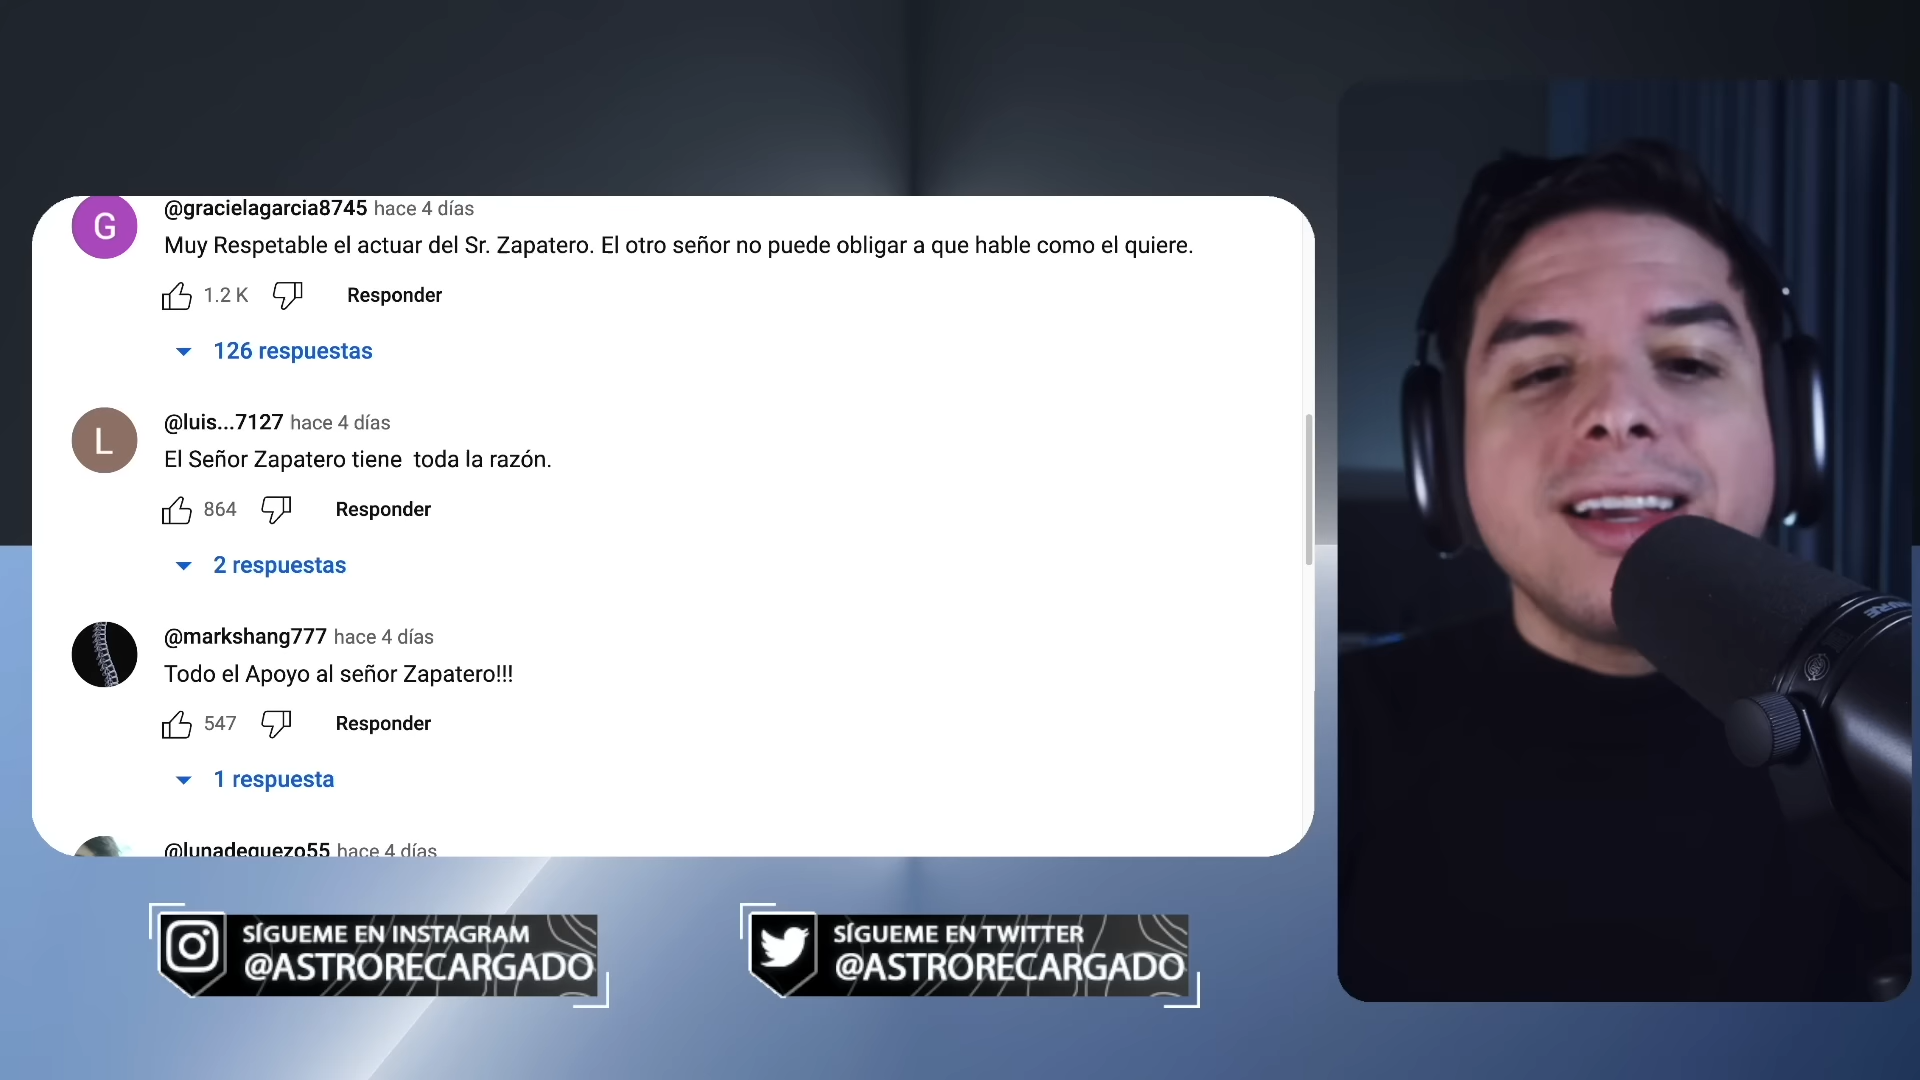 G
@gracielagarcia8745 hace 4 días
Muy Respetable el actuar del Sr. Zapatero. El otro señor no puede obligar a que hable como el quiere.
1.2 K Responder
126 respuestas
L
@luis...7127 hace 4 días
El Señor Zapatero tiene toda la razón.
864 Responder
2 respuestas
@markshang777 hace 4 días
Todo el Apoyo al señor Zapatero!!!
547 Responder
1 respuesta
@lunadeguezo55 hace 4 días
SÍGUEME EN INSTAGRAM
@ASTRORECARGADO
SÍGUEME EN TWITTER
@ASTRORECARGADO